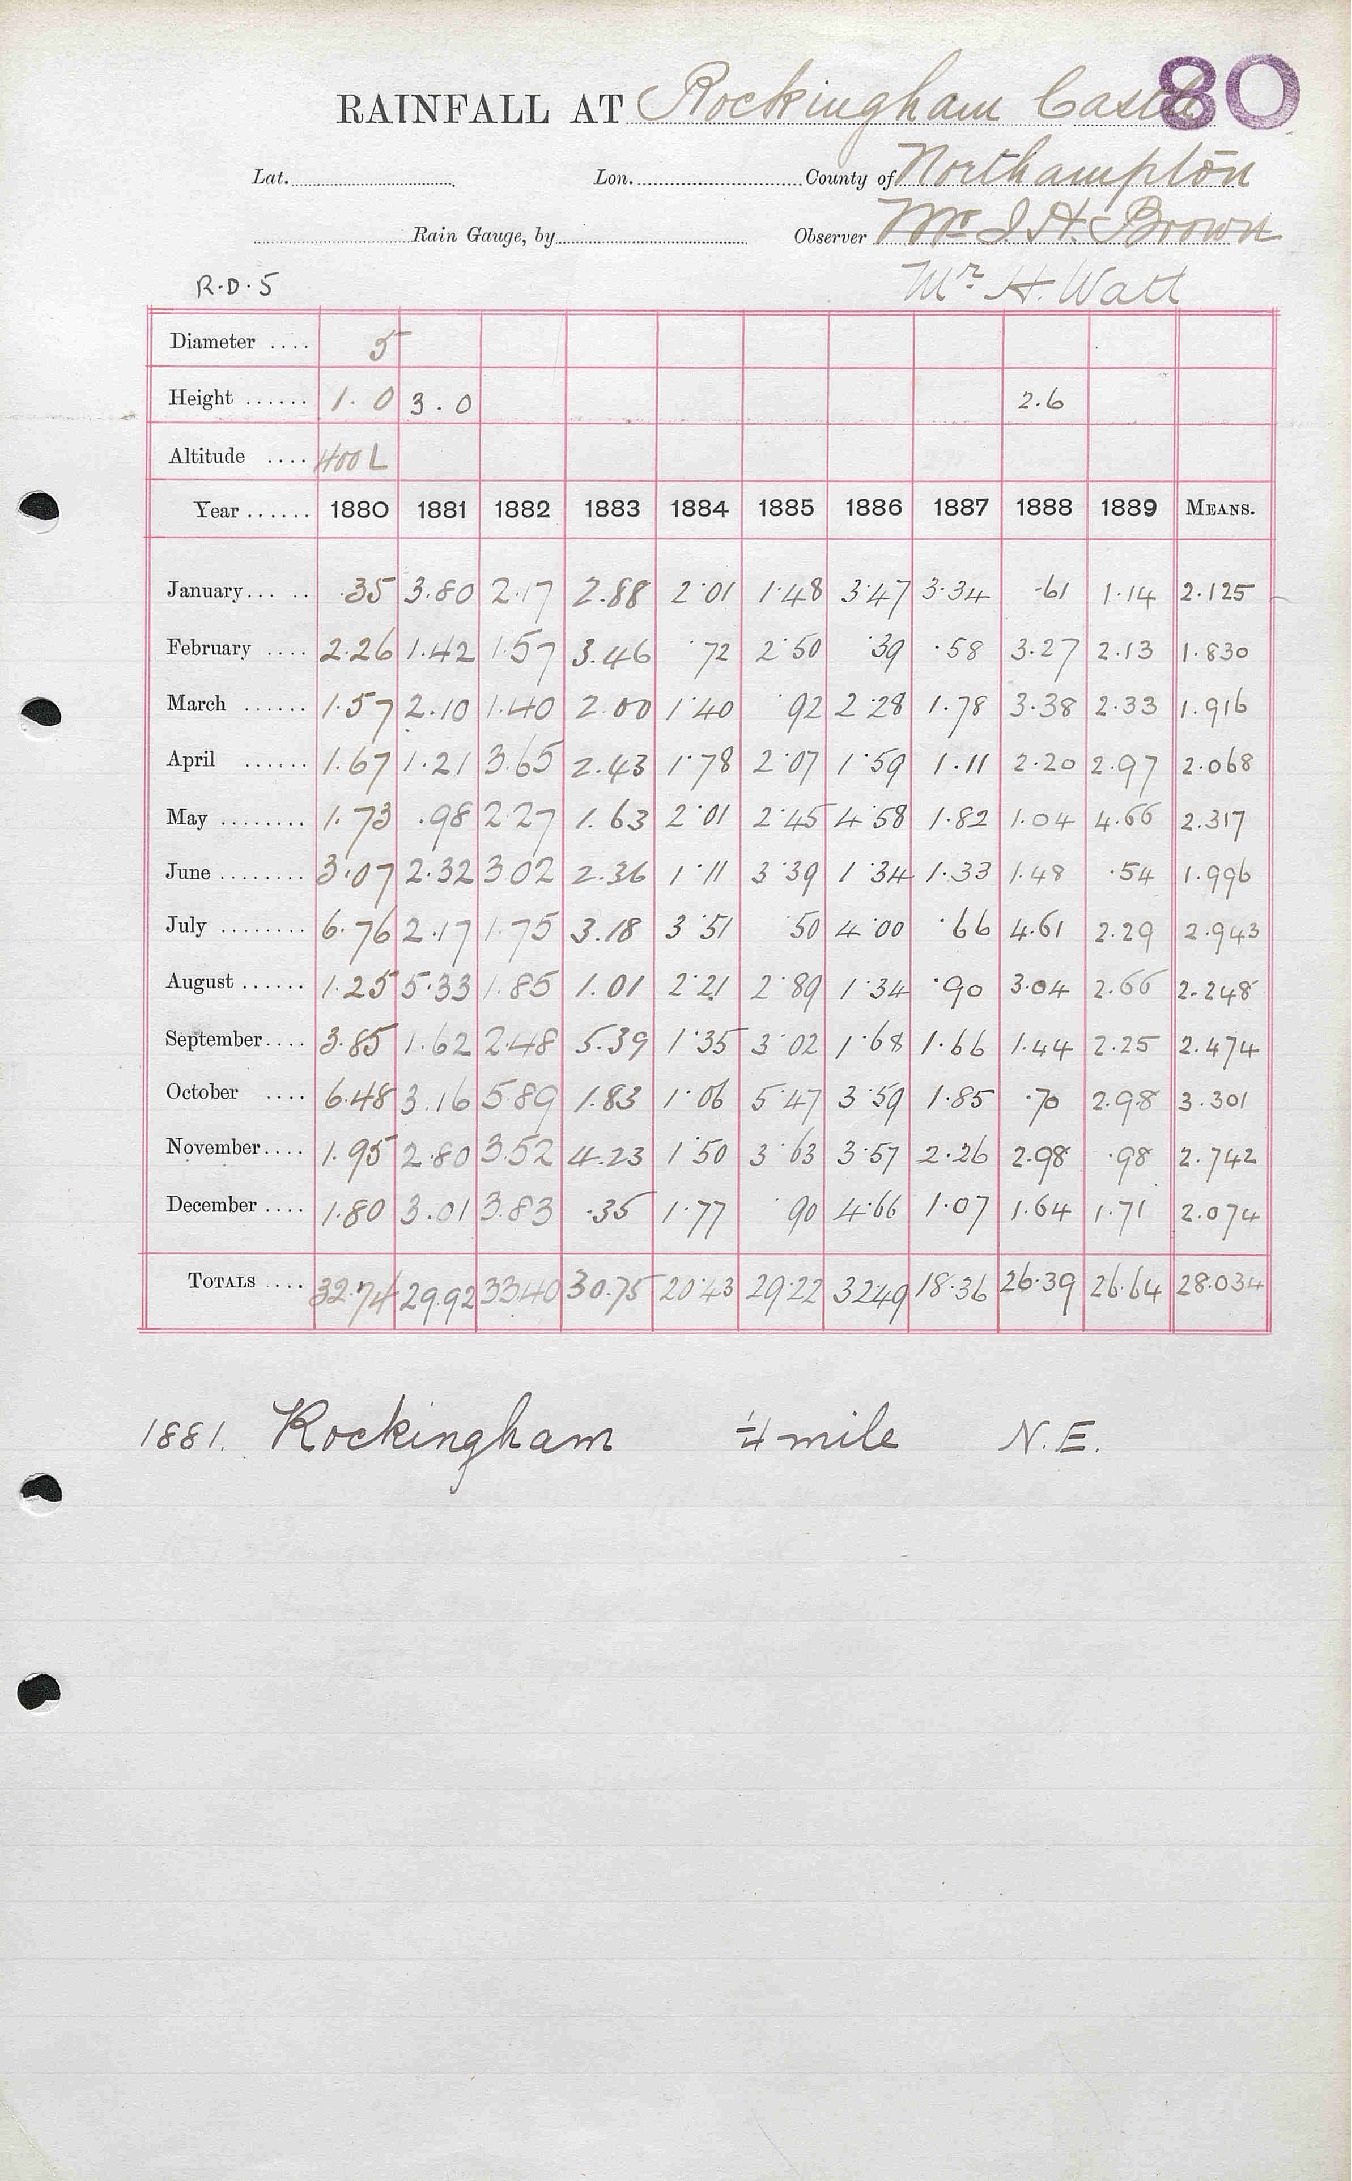 80
RAINFALL AT Rockingham Castle
Lat. Lon. County of Northampton
Rain Gauge, by Observer Mr J. H. Brown
R.D.5 Mr H. Watt
Diameter .... 5
Height ...... 1.0 3.0 2.6
Altitude .... 400 L
Year ...... 1880 1881 1882 1883 1884 1885 1886 1887 1888 1889 MEANS.
January... .. .35 3.80 2.17 2.88 2.01 1.48 3.47 3.34 .61 1.14 2.125
February .... 2.26 1.42 1.57 3.46 .72 2.50 .39 .58 3.27 2.13 1.830
March ...... 1.57 2.10 1.40 2.00 1.40 .92 2.28 1.78 3.38 2.33 1.916
April ...... 1.67 1.21 3.65 2.43 1.78 2.07 1.59 1.11 2.20 2.97 2.068
May ........ 1.73 .98 2.27 1.63 2.01 2.45 4.58 1.82 1.04 4.66 2.317
June ........ 3.07 2.32 3.02 2.36 1.11 3.39 1.34 1.33 1.48 .54 1.996
July ........ 6.76 2.17 1.75 3.18 3.51 .50 4.00 .66 4.61 2.29 2.943
August ...... 1.25 5.33 1.85 1.01 2.21 2.89 1.34 .90 3.04 2.66 2.248
September.... 3.85 1.62 2.48 5.39 1.35 3.02 1.68 1.66 1.44 2.25 2.474
October .... 6.48 3.16 5.89 1.83 1.06 5.47 3.59 1.85 .70 2.98 3.301
November.... 1.95 2.80 3.52 4.23 1.50 3.63 3.57 2.26 2.98 .98 2.742
December .... 1.80 3.01 3.83 .35 1.77 .90 4.66 1.07 1.64 1.71 2.074
TOTALS .... 32.74 29.92 33.40 30.75 20.43 29.22 32.49 18.36 26.39 26.64 28.034
1881. Rockingham ¼ mile N.E.